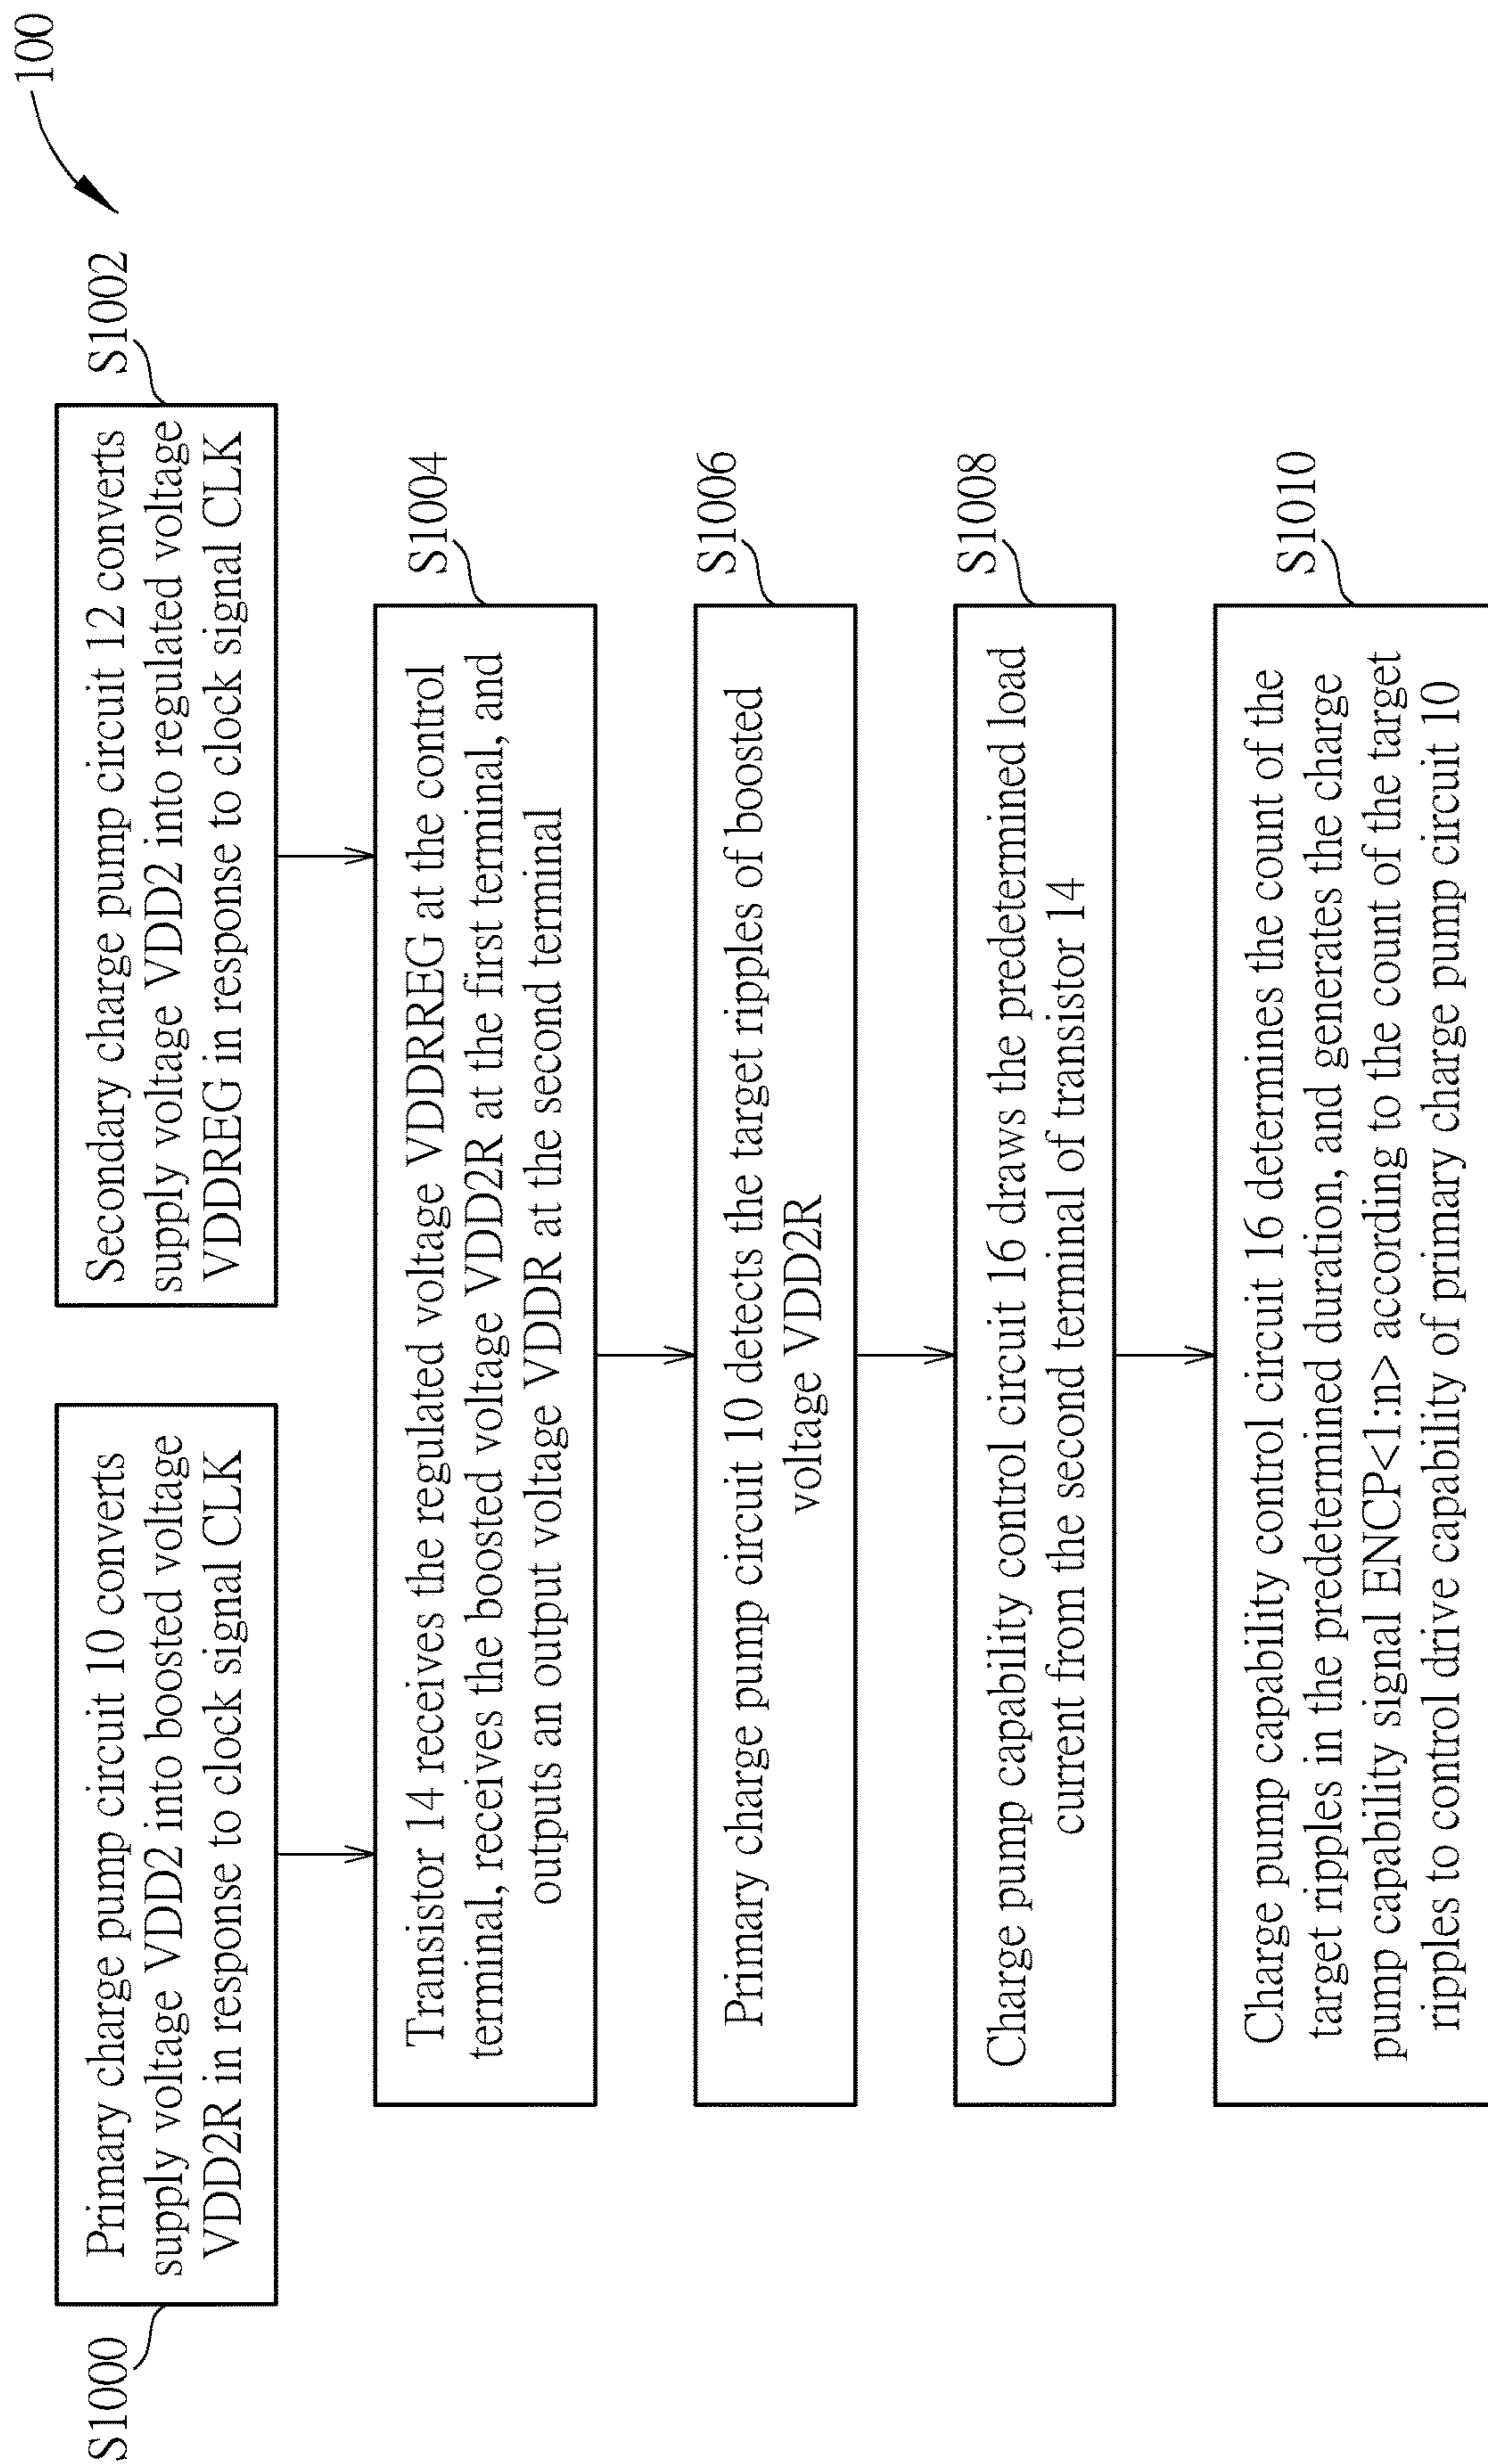 100
S1000
Primary charge pump circuit 10 converts
supply voltage VDD2 into boosted voltage
VDD2R in response to clock signal CLK
S1002
Secondary charge pump circuit 12 converts
supply voltage VDD2 into regulated voltage
VDDREG in response to clock signal CLK
S1004
Transistor 14 receives the regulated voltage VDDRREG at the control
terminal, receives the boosted voltage VDD2R at the first terminal, and
outputs an output voltage VDDR at the second terminal
S1006
Primary charge pump circuit 10 detects the target ripples of boosted
voltage VDD2R
S1008
Charge pump capability control circuit 16 draws the predetermined load
current from the second terminal of transistor 14
S1010
Charge pump capability control circuit 16 determines the count of the
target ripples in the predetermined duration, and generates the charge
pump capability signal ENCP<1:n> according to the count of the target
ripples to control drive capability of primary charge pump circuit 10